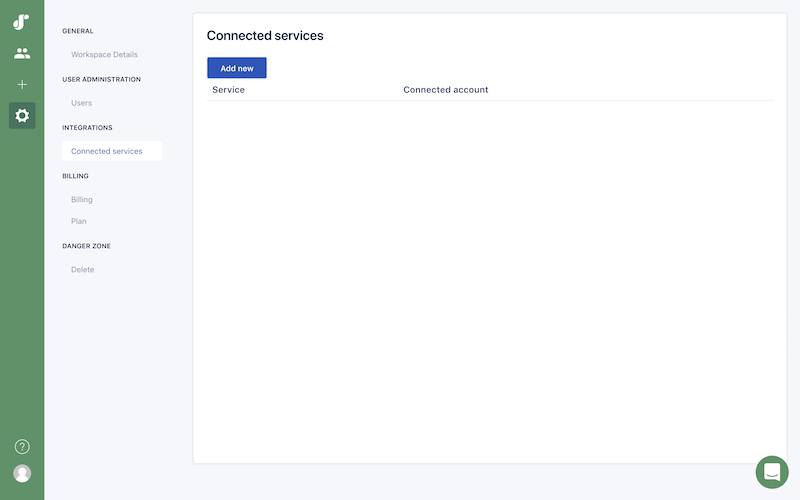 GENERAL
Workspace Details
USER ADMINISTRATION
Users
INTEGRATIONS
Connected services
BILLING
Billing
Plan
DANGER ZONE
Delete
?
Connected services
Add new
Service Connected account